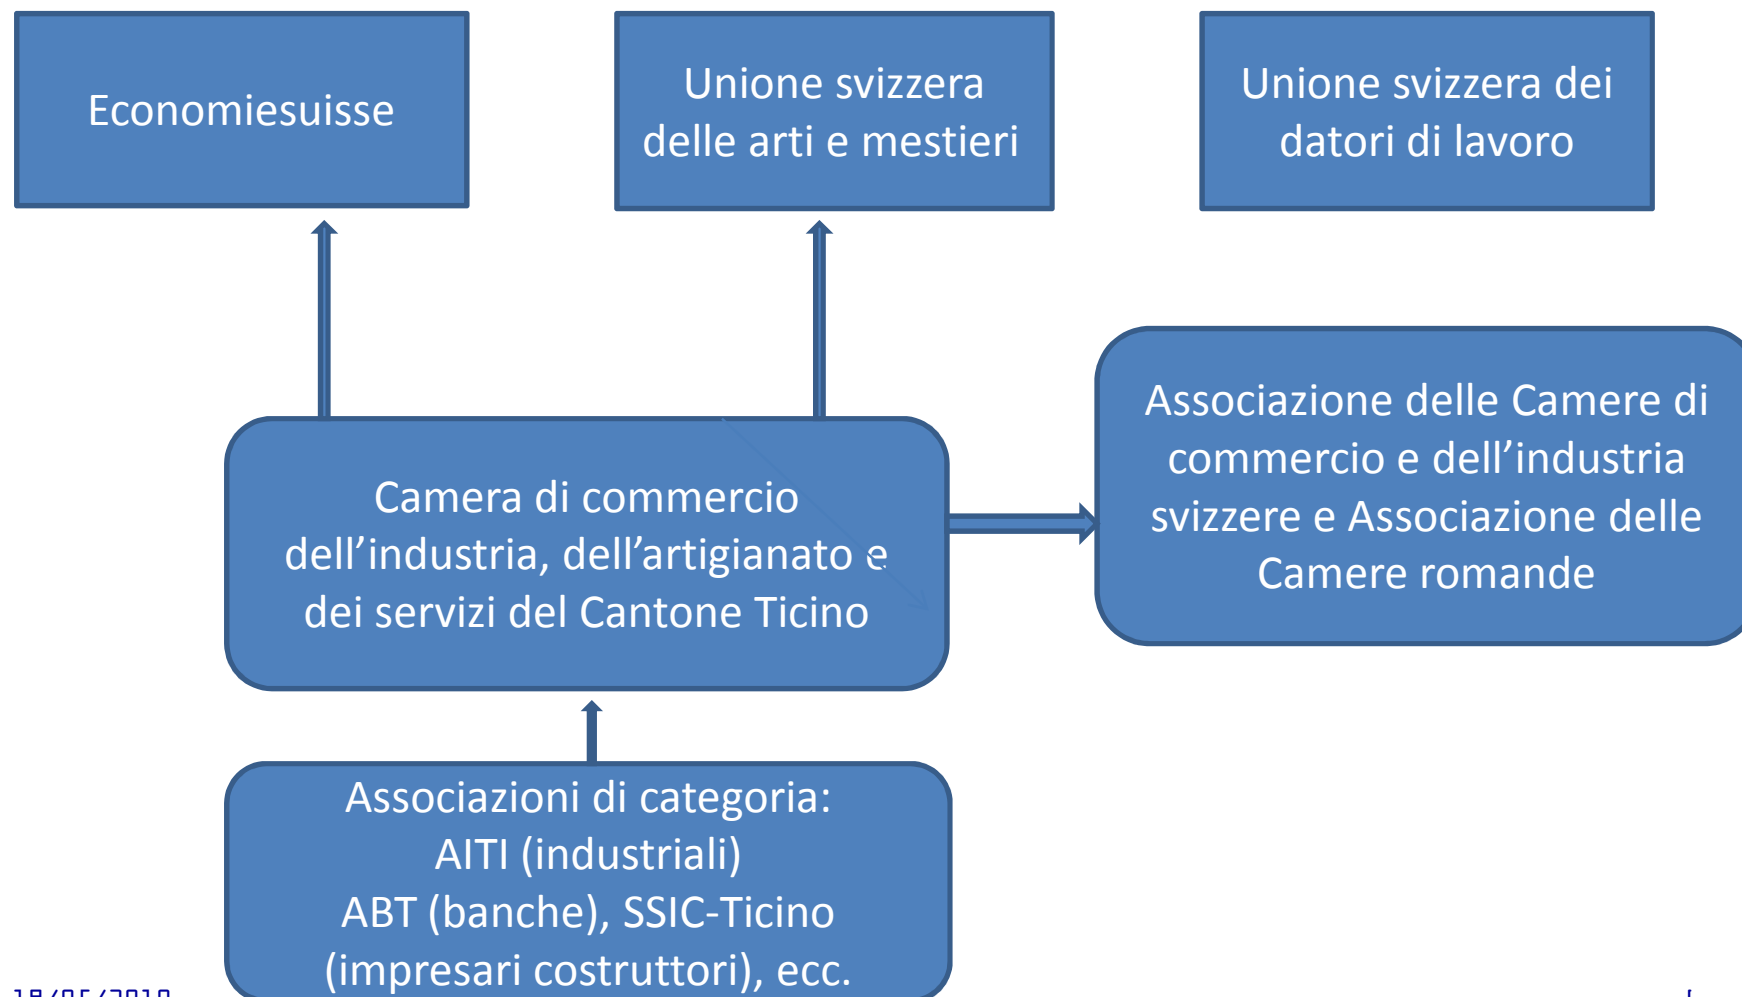 Economiesuisse
Unione svizzera
delle arti e mestieri
Unione svizzera dei
datori di lavoro
Associazione delle Camere di
commercio e dell’industria
svizzere e Associazione delle
Camere romande
Camera di commercio
dell’industria, dell’artigianato e
dei servizi del Cantone Ticino
Associazioni di categoria:
AITI (industriali)
ABT (banche), SSIC-Ticino
(impresari costruttori), ecc.